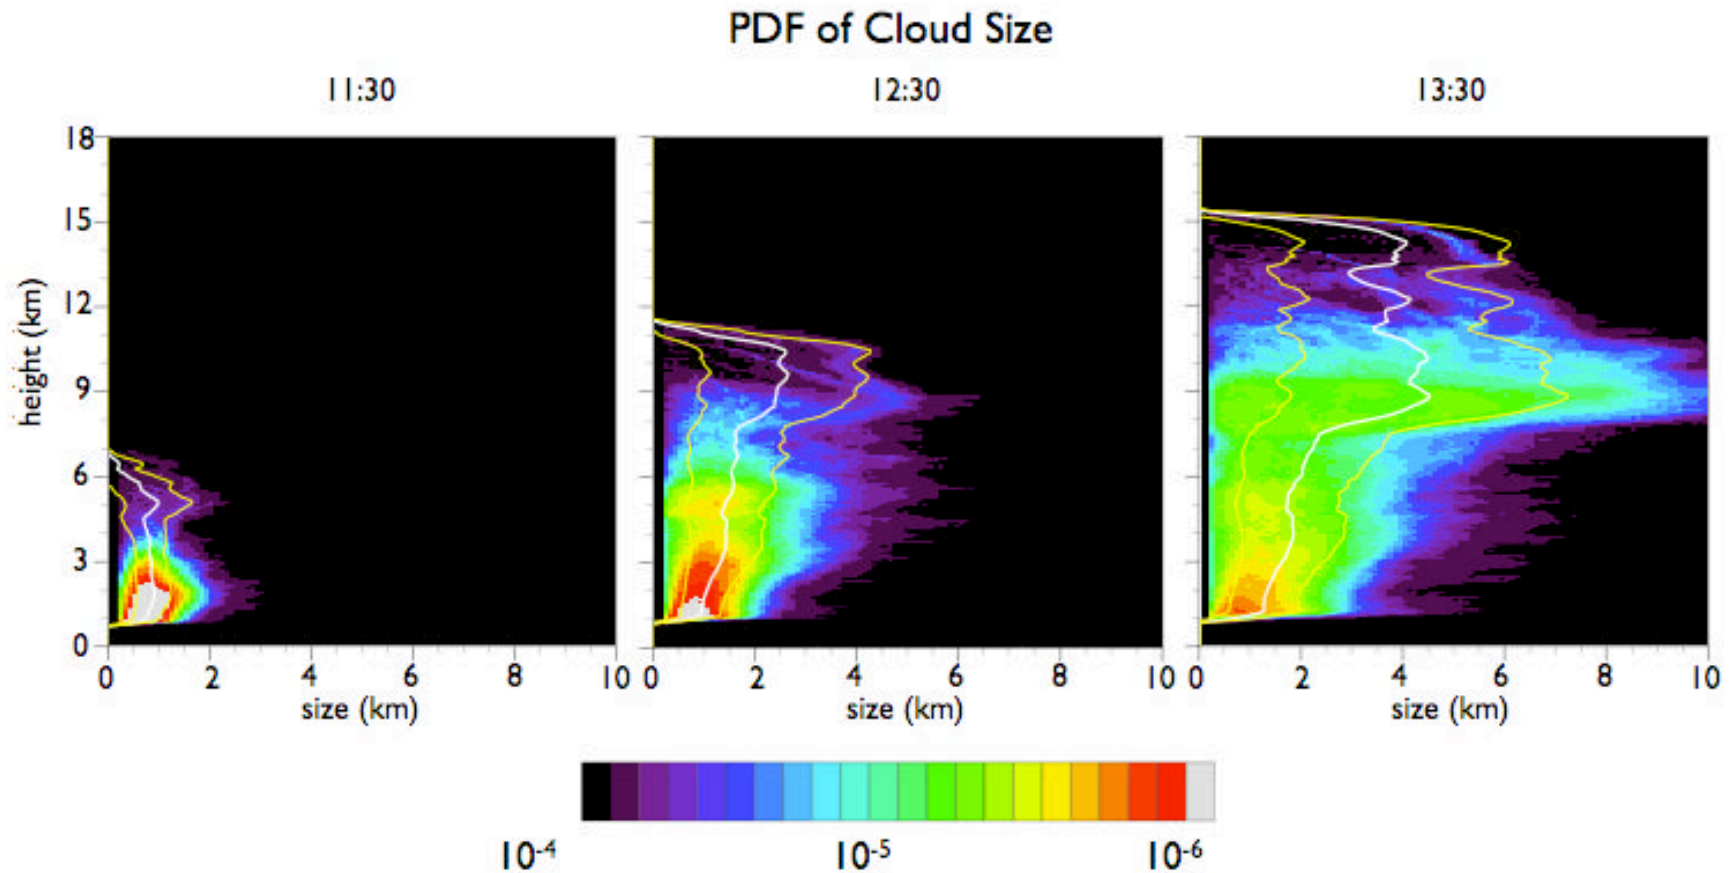 PDF of Cloud Size
11:30 12:30 13:30
18
15
12
9
6
3
0
height (km)
0 2 4 6 8 10 0 2 4 6 8 10 0 2 4 6 8 10
size (km) size (km) size (km)
10-4 10-5 10-6